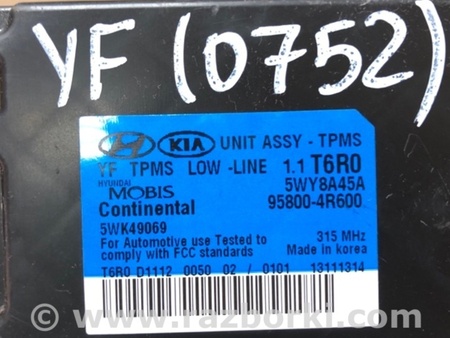 YF (0752)
HYUNDAI KIA UNIT ASSY - TPMS
YF TPMS LOW -LINE 1.1 T6R0
HYUNDAI MOBIS 5WY8A45A
Continental 95800-4R600
5WK49069
For Automotive use Tested to 315 MHz
comply with FCC standards Made in korea
T6R0 D1112 0050 02 / 0101 13111314
© www.razborki.com